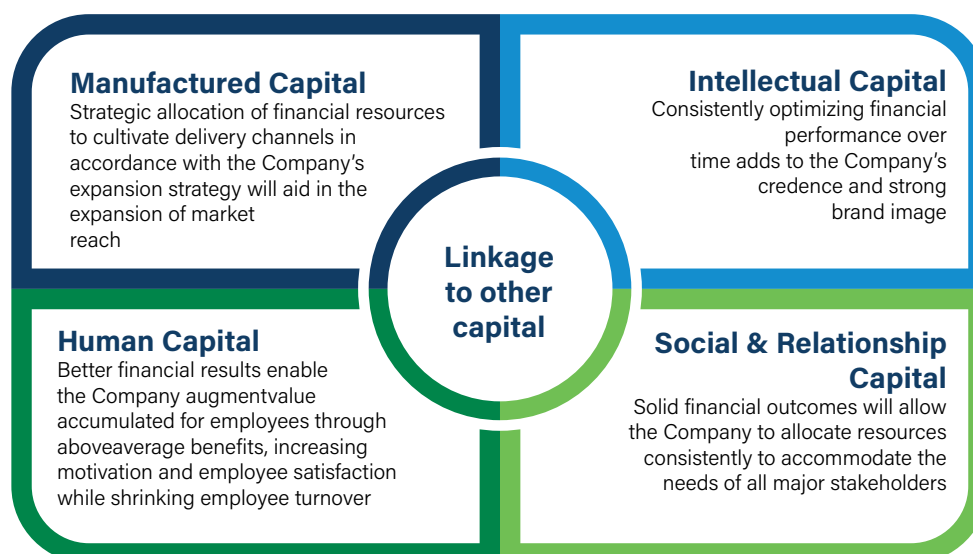 Manufactured Capital
Strategic allocation of financial resources
to cultivate delivery channels in
accordance with the Company's
expansion strategy will aid in the
expansion of market
reach
Intellectual Capital
Consistently optimizing financial
performance over
time adds to the Company's
credence and strong
brand image
Linkage
to other
capital
Human Capital
Better financial results enable
the Company augmentvalue
accumulated for employees through
aboveaverage benefits, increasing
motivation and employee satisfaction
while shrinking employee turnover
Social & Relationship
Capital
Solid financial outcomes will allow
the Company to allocate resources
consistently to accommodate the
needs of all major stakeholders